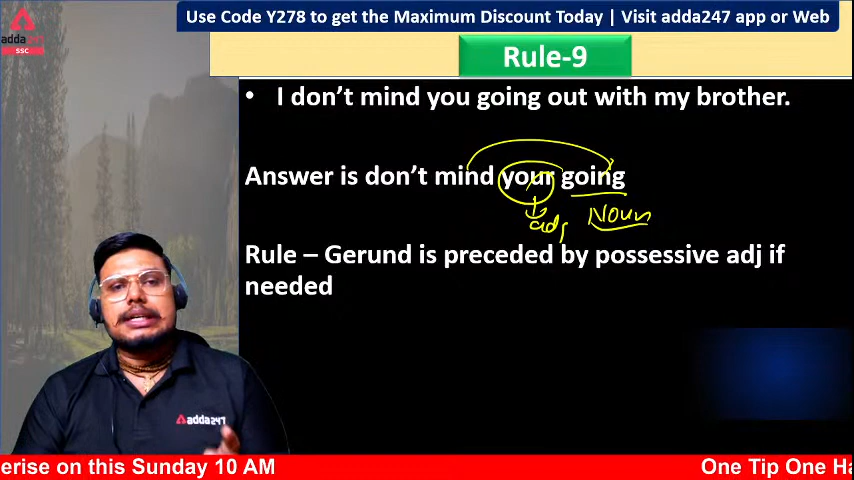 Use Code Y278 to get the Maximum Discount Today | Visit adda247 app or Web
adda247
SSC
Rule-9
• I don't mind you going out with my brother.
Answer is don't mind your going
adj
Noun
Rule – Gerund is preceded by possessive adj if
needed
adda247
erise on this Sunday 10 AM
One Tip One Ha